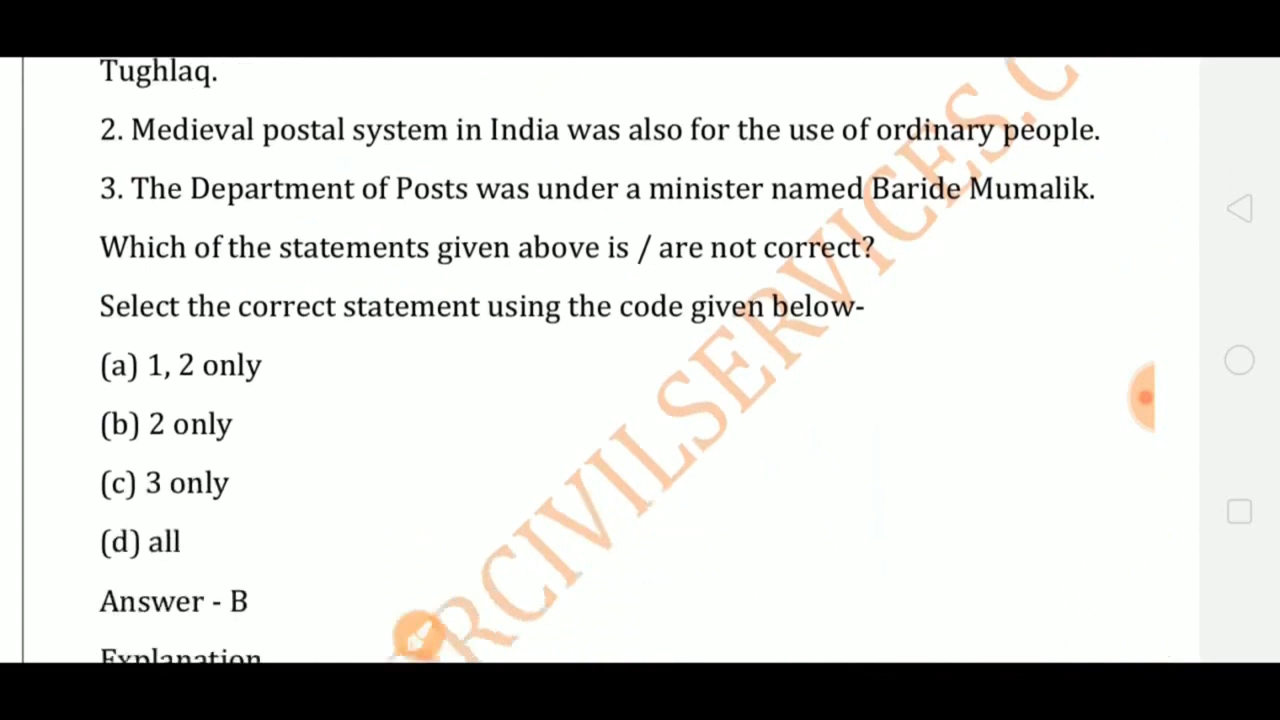 Tughlaq.
2. Medieval postal system in India was also for the use of ordinary people.
3. The Department of Posts was under a minister named Baride Mumalik.
Which of the statements given above is / are not correct?
Select the correct statement using the code given below-
(a) 1, 2 only
(b) 2 only
(c) 3 only
(d) all
Answer - B
Explanation
RCIVILSERVICES.C